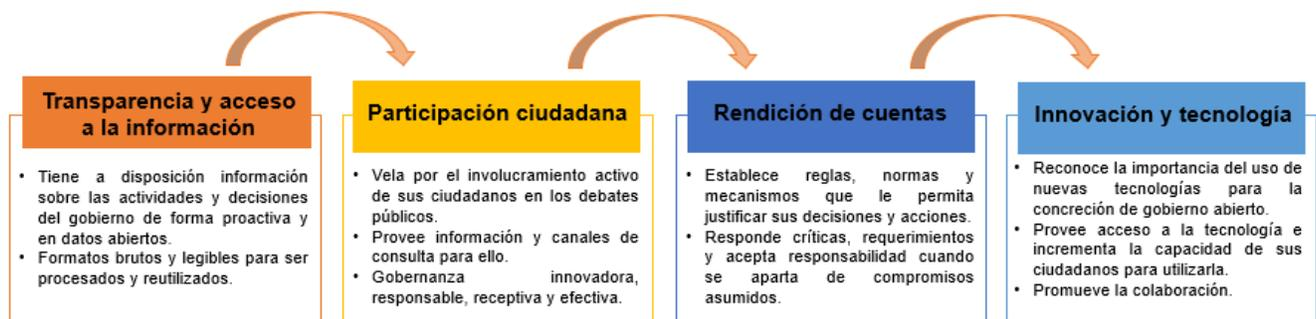 Transparencia y acceso
a la información
• Tiene a disposición información
sobre las actividades y decisiones
del gobierno de forma proactiva y
en datos abiertos.
• Formatos brutos y legibles para ser
procesados y reutilizados.
Participación ciudadana
• Vela por el involucramiento activo
de sus ciudadanos en los debates
públicos.
• Provee información y canales de
consulta para ello.
• Gobernanza innovadora,
responsable, receptiva y efectiva.
Rendición de cuentas
• Establece reglas, normas y
mecanismos que le permita
justificar sus decisiones y acciones.
• Responde críticas, requerimientos
y acepta responsabilidad cuando
se aparta de compromisos
asumidos.
Innovación y tecnología
• Reconoce la importancia del uso de
nuevas tecnologías para la
concreción de gobierno abierto.
• Provee acceso a la tecnología e
incrementa la capacidad de sus
ciudadanos para utilizarla.
• Promueve la colaboración.